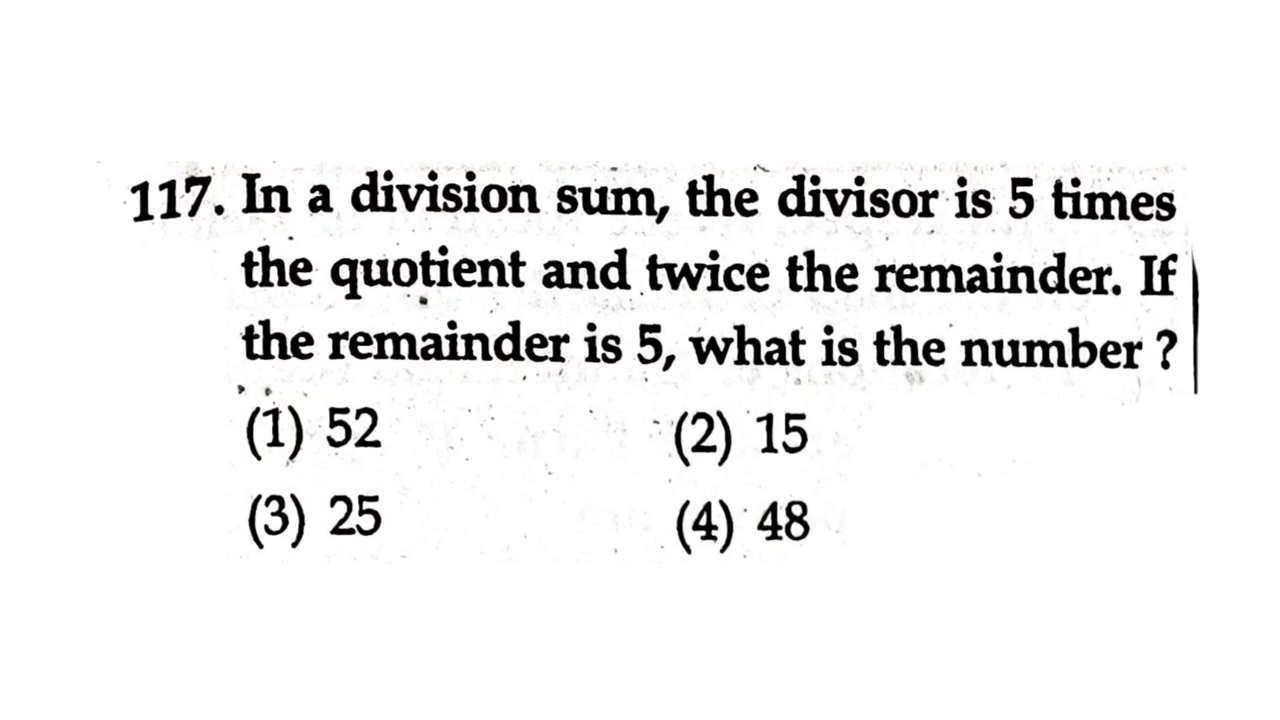 117. In a division sum, the divisor is 5 times
the quotient and twice the remainder. If
the remainder is 5, what is the number ?
(1) 52 (2) 15
(3) 25 (4) 48